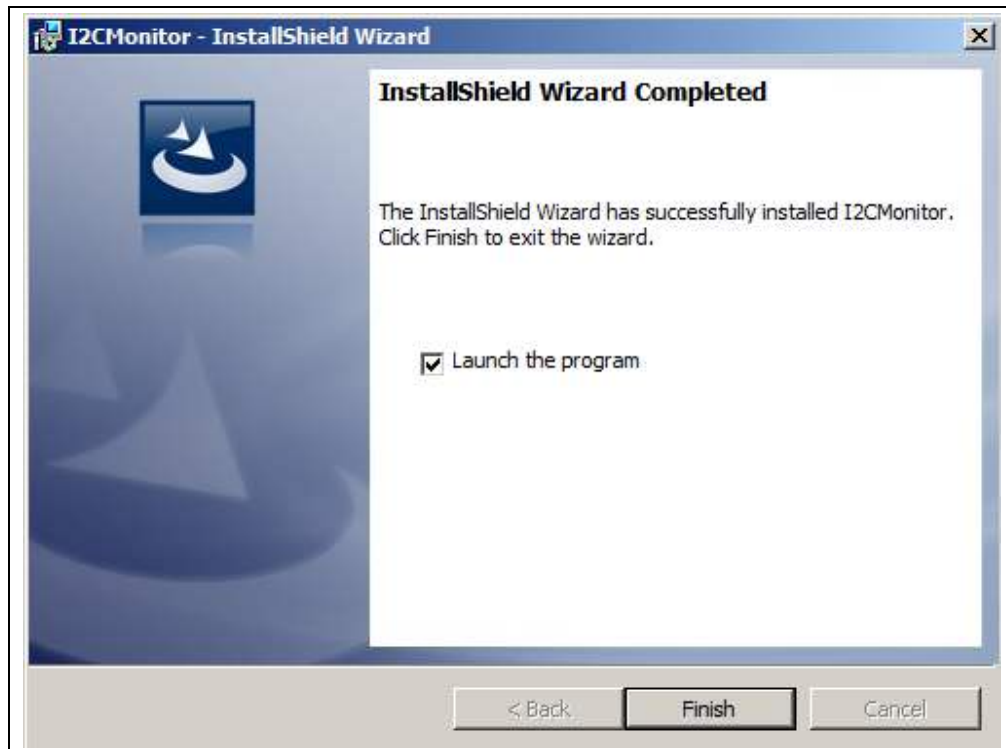 I2CMonitor - InstallShield Wizard
InstallShield Wizard Completed
The InstallShield Wizard has successfully installed I2CMonitor.
Click Finish to exit the wizard.
Launch the program
< Back
Finish
Cancel